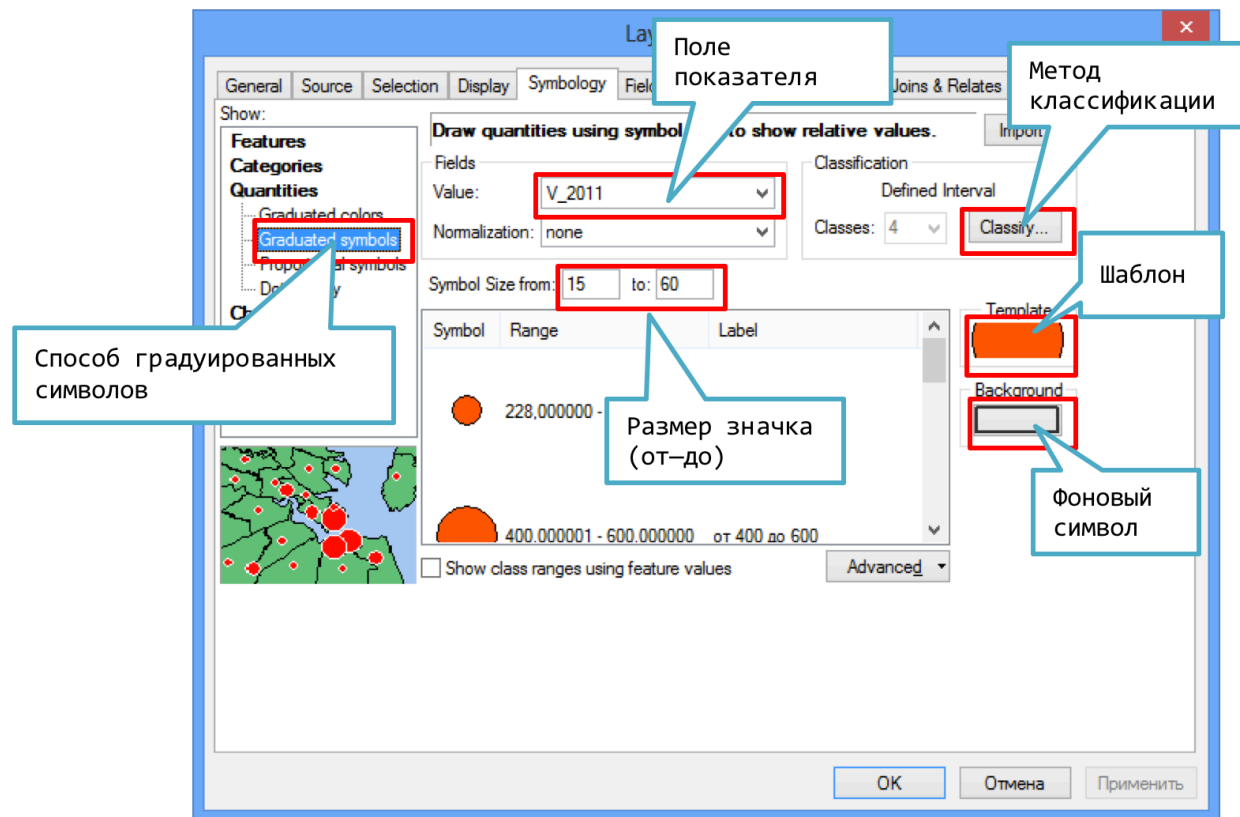 Lay
Поле
показателя
Метод
классификации
General Source Selection Display Symbology Joins & Relates
Show:
Features
Categories
Quantities
Graduated colors
Graduated symbols
Draw quantities using symbol to show relative values.
Fields
Value: V_2011
Normalization: none
Classification
Defined Interval
Classes: 4 Classify...
Symbol Size from: 15 to: 60
Шаблон
Template
Symbol Range Label
Способ градуированных
символов
228,000000 -
Размер значка
(от—до)
Background
Фоновый
символ
400.000001 - 600.000000 от 400 до 600
Show class ranges using feature values
Advanced
OK Отмена Применить